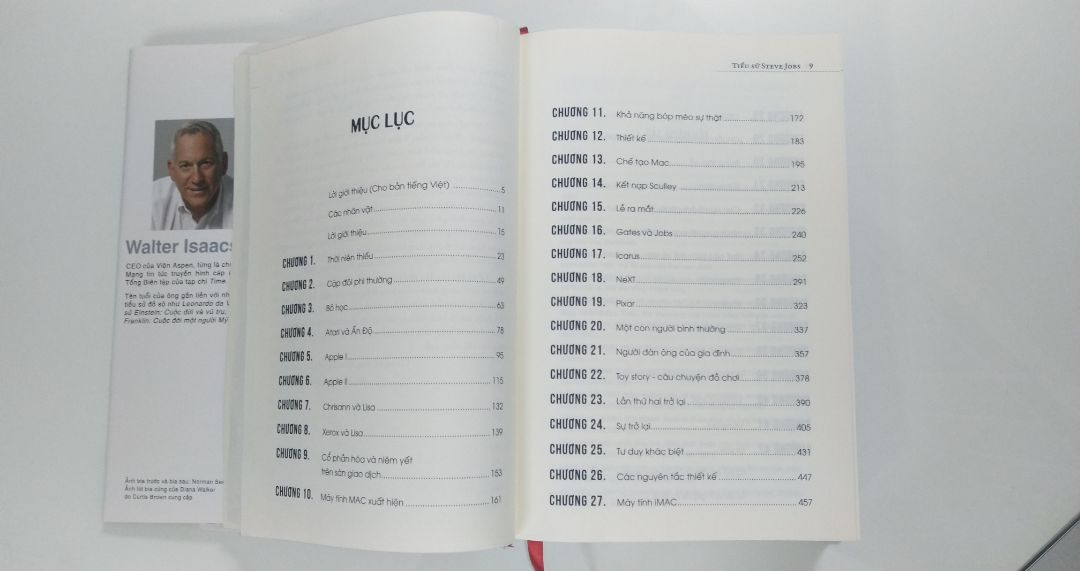 Walter Isaacs
CEO của Viện Aspen, từng là ch
Mạng tin tức truyền hình cáp
Tổng Biên tập của tạp chí Time
Tên tuổi của ông gắn liền với nh
tiểu sử đồ sộ như Leonardo da V
sử Einstein: Cuộc đời và vũ trụ,
Franklin: Cuộc đời một người Mỹ
Ảnh bìa trước và bìa sau: Norman See
Ảnh lót bìa cứng của Diana Walker
do Curtis Brown cung cấp.
MỤC LỤC
Lời giới thiệu (Cho bản tiếng Việt) 5
Các nhân vật 11
Lời giới thiệu 15
CHƯƠNG 1. Thời niên thiếu 23
CHƯƠNG 2. Cặp đôi phi thường 49
CHƯƠNG 3. Bỏ học 63
CHƯƠNG 4. Atari và Ấn Độ 78
CHƯƠNG 5. Apple I 95
CHƯƠNG 6. Apple II 115
CHƯƠNG 7. Chrisann và Lisa 132
CHƯƠNG 8. Xerox và Lisa 139
CHƯƠNG 9. Cổ phần hóa và niêm yết
trên sàn giao dịch 153
CHƯƠNG 10. Máy tính MAC xuất hiện 161
TIỂU SỬ STEVE JOBS 9
CHƯƠNG 11. Khả năng bóp méo sự thật 172
CHƯƠNG 12. Thiết kế 183
CHƯƠNG 13. Chế tạo Mac 195
CHƯƠNG 14. Kết nạp Sculley 213
CHƯƠNG 15. Lễ ra mắt 226
CHƯƠNG 16. Gates và Jobs 240
CHƯƠNG 17. Icarus 252
CHƯƠNG 18. NeXT 291
CHƯƠNG 19. Pixar 323
CHƯƠNG 20. Một con người bình thường 337
CHƯƠNG 21. Người đàn ông của gia đình 357
CHƯƠNG 22. Toy story - câu chuyện đồ chơi 378
CHƯƠNG 23. Lần thứ hai trở lại 390
CHƯƠNG 24. Sự trở lại 405
CHƯƠNG 25. Tư duy khác biệt 431
CHƯƠNG 26. Các nguyên tắc thiết kế 447
CHƯƠNG 27. Máy tính iMAC 457